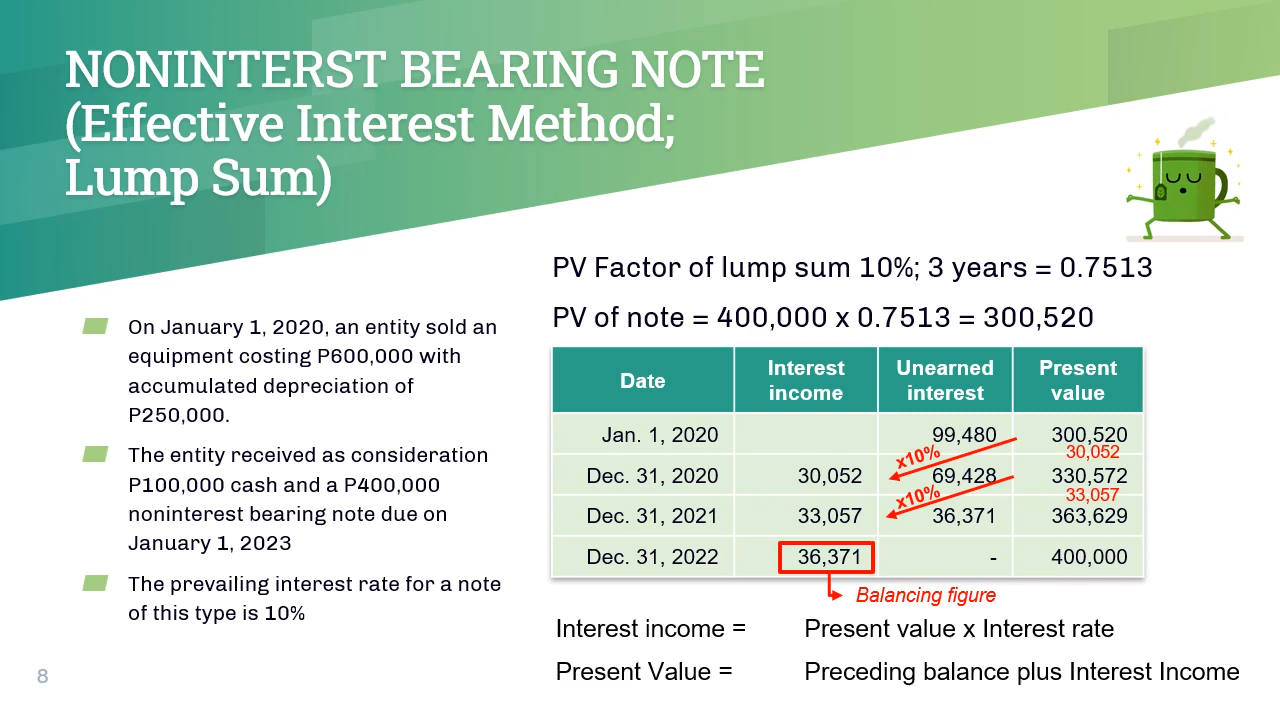 NONINTERST BEARING NOTE
(Effective Interest Method;
Lump Sum)
On January 1, 2020, an entity sold an
equipment costing P600,000 with
accumulated depreciation of
P250,000.
The entity received as consideration
P100,000 cash and a P400,000
noninterest bearing note due on
January 1, 2023
The prevailing interest rate for a note
of this type is 10%
8
PV Factor of lump sum 10%; 3 years = 0.7513
PV of note = 400,000 x 0.7513 = 300,520
Date Interest income Unearned interest Present value
Jan. 1, 2020 99,480 300,520
x10% 30,052
Dec. 31, 2020 30,052 69,428 330,572
x10% 33,057
Dec. 31, 2021 33,057 36,371 363,629
Dec. 31, 2022 36,371 - 400,000
Balancing figure
Interest income = Present value x Interest rate
Present Value = Preceding balance plus Interest Income